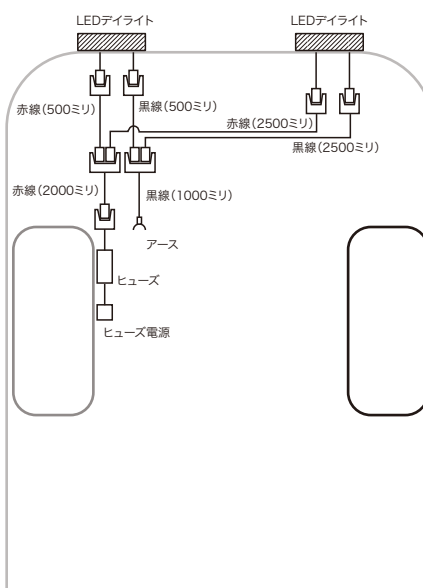 LEDデイライト
LEDデイライト
赤線(500ミリ)
黒線(500ミリ)
赤線(2500ミリ)
黒線(2500ミリ)
赤線(2000ミリ)
黒線(1000ミリ)
アース
ヒューズ
ヒューズ電源